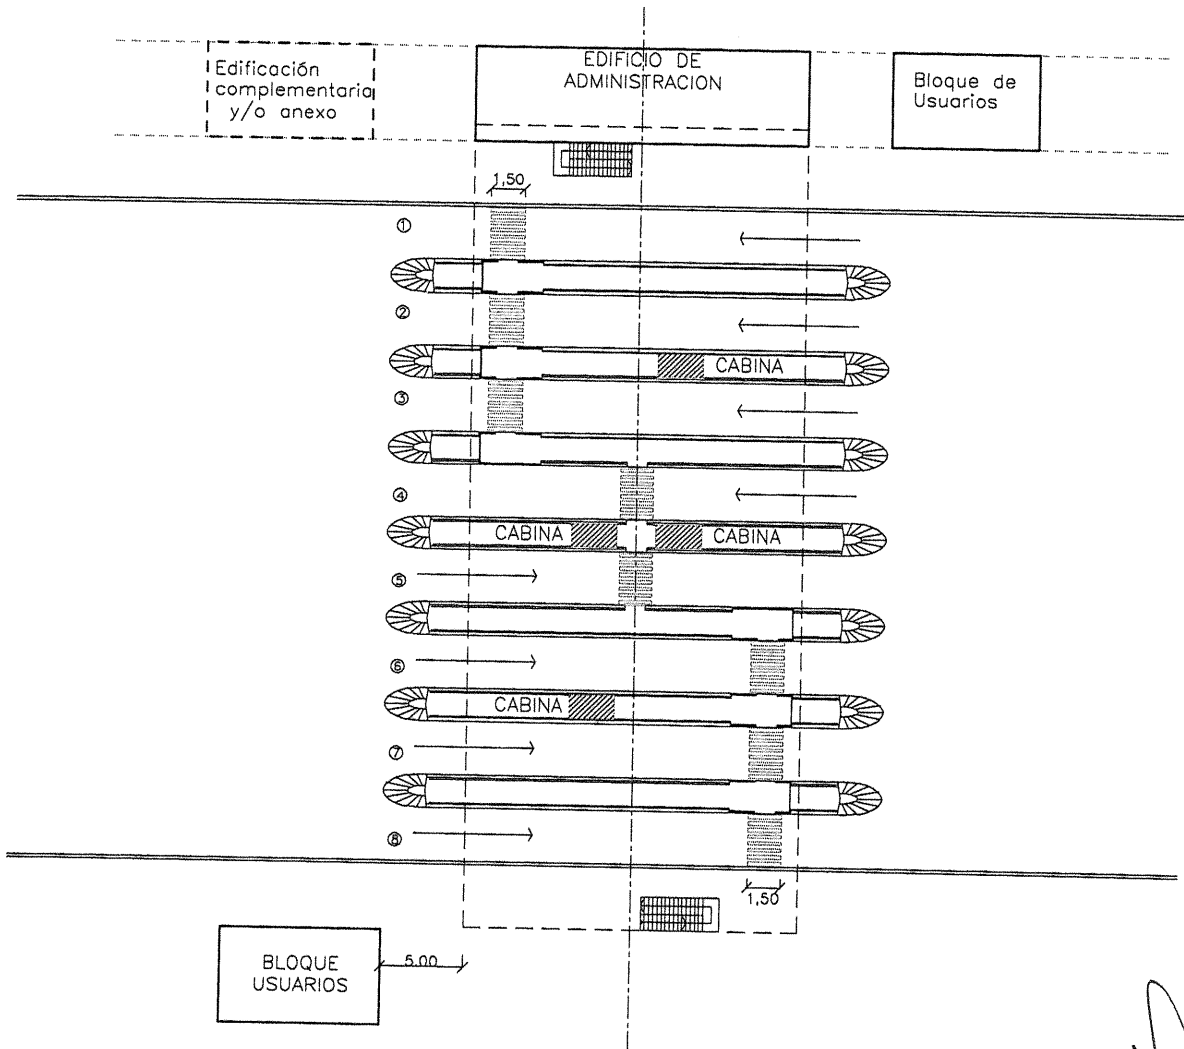 Edificación
complementaria
y/o anexo
EDIFICIO DE
ADMINISTRACION
Bloque de
Usuarios
1,50
①
②
CABINA
③
④
CABINA
CABINA
⑤
⑥
CABINA
⑦
⑧
1,50
BLOQUE
USUARIOS
5.00